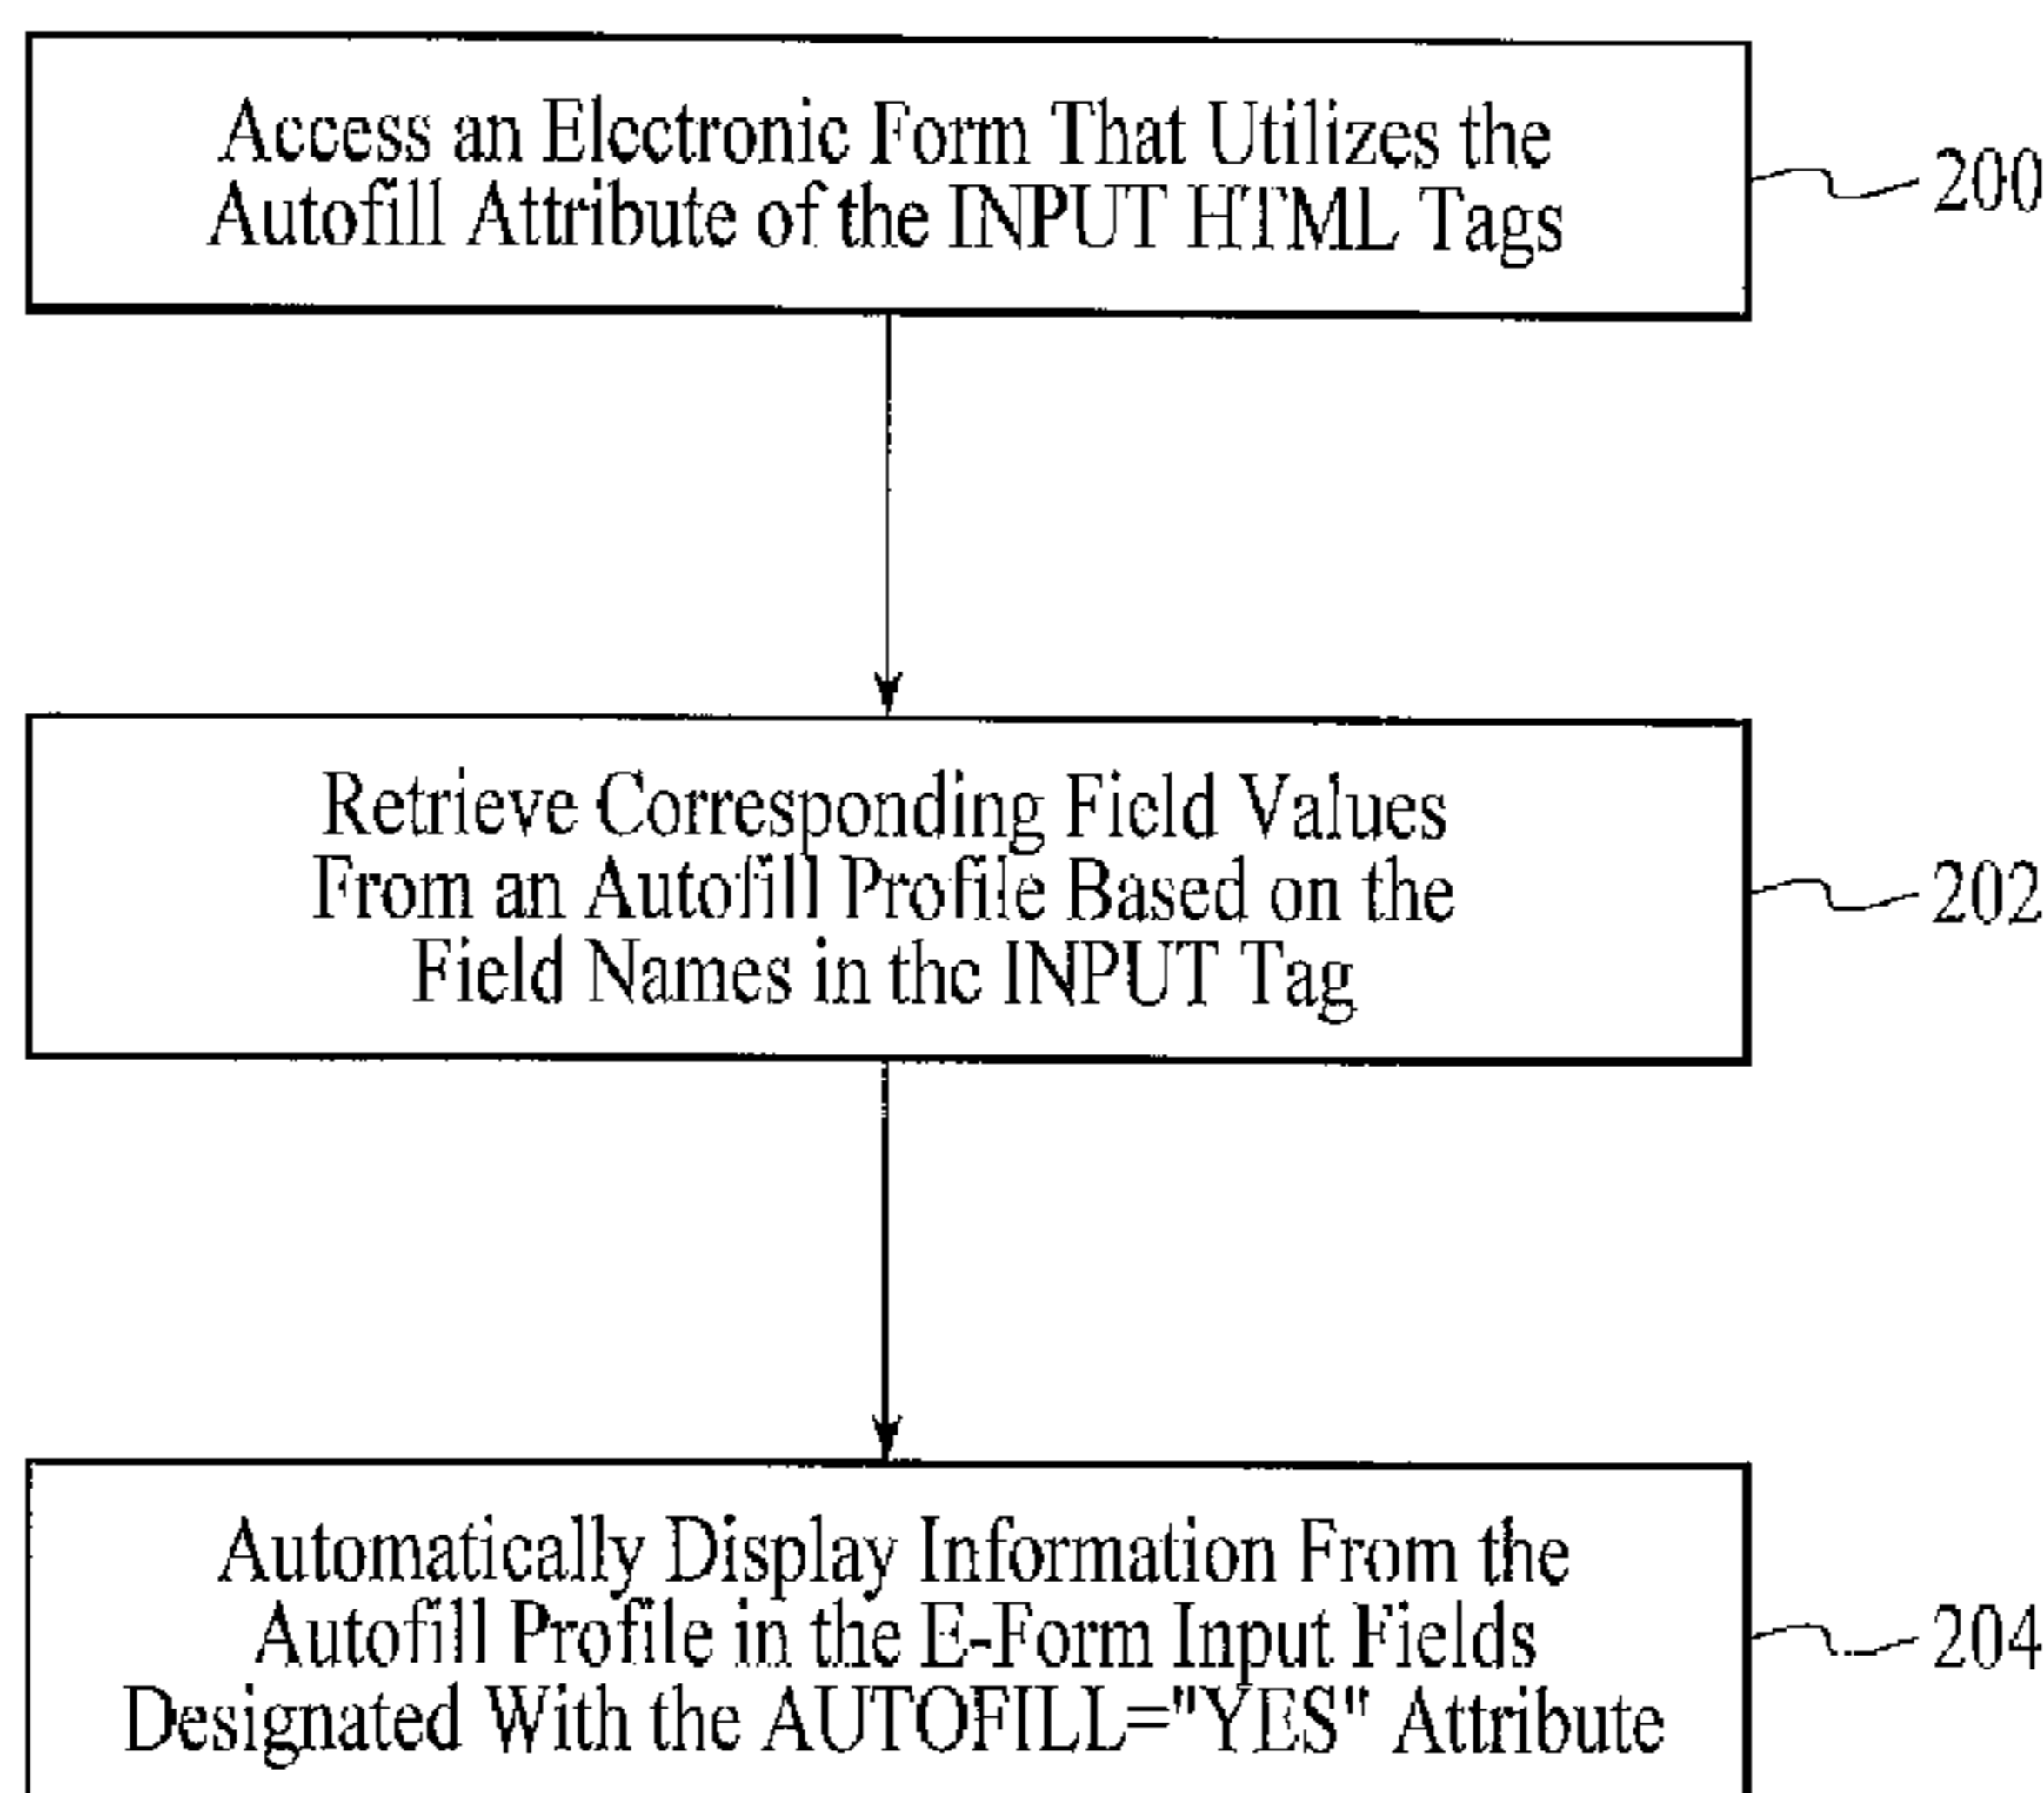 Access an Electronic Form That Utilizes the
Autofill Attribute of the INPUT HTML Tags
200
Retrieve Corresponding Field Values
From an Autofill Profile Based on the
Field Names in the INPUT Tag
202
Automatically Display Information From the
Autofill Profile in the E-Form Input Fields
Designated With the AUTOFILL="YES" Attribute
204